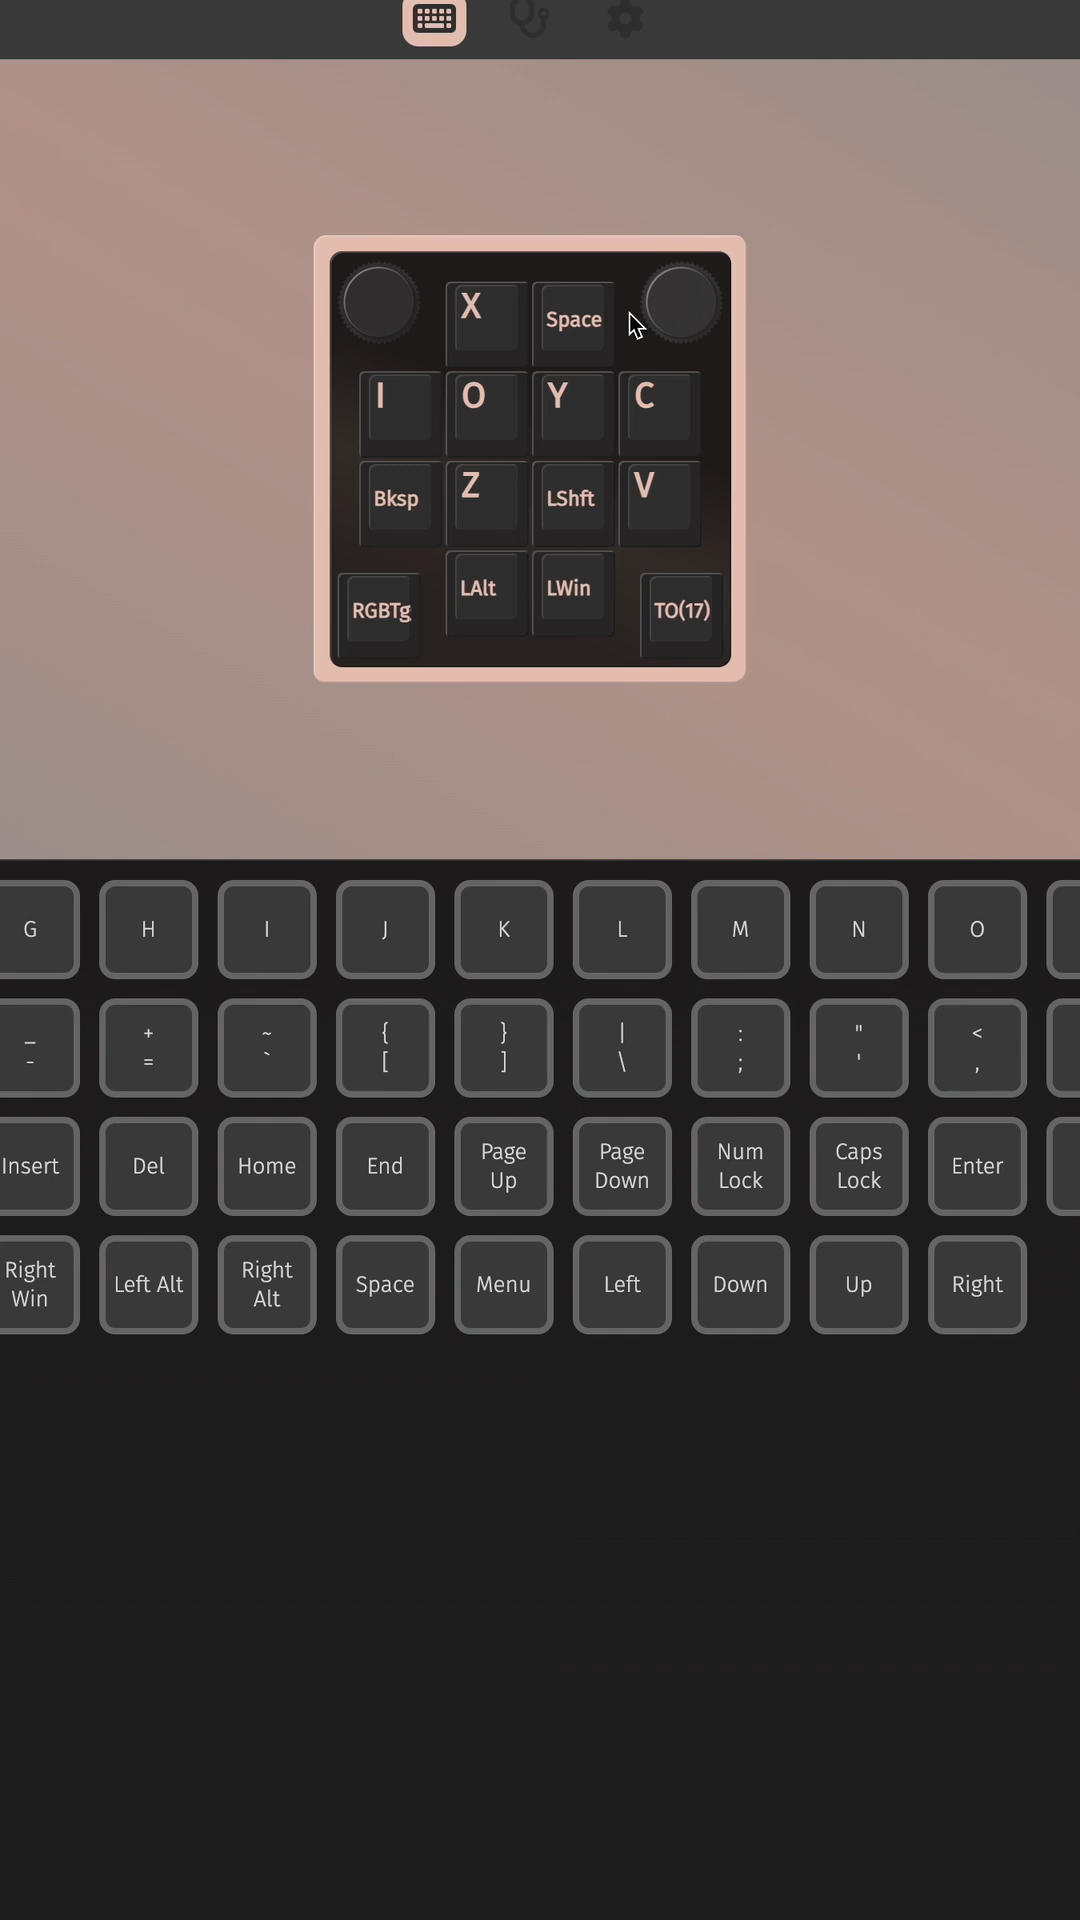 X Space
I O Y C
Bksp Z LShft V
LAlt LWin
RGBTg TO(17)
G H I J K L M N O
_ + ~ { } | : " <
- = ` [ ] \ ; ' ,
Insert Del Home End Page Up Page Down Num Lock Caps Lock Enter
Right Win Left Alt Right Alt Space Menu Left Down Up Right